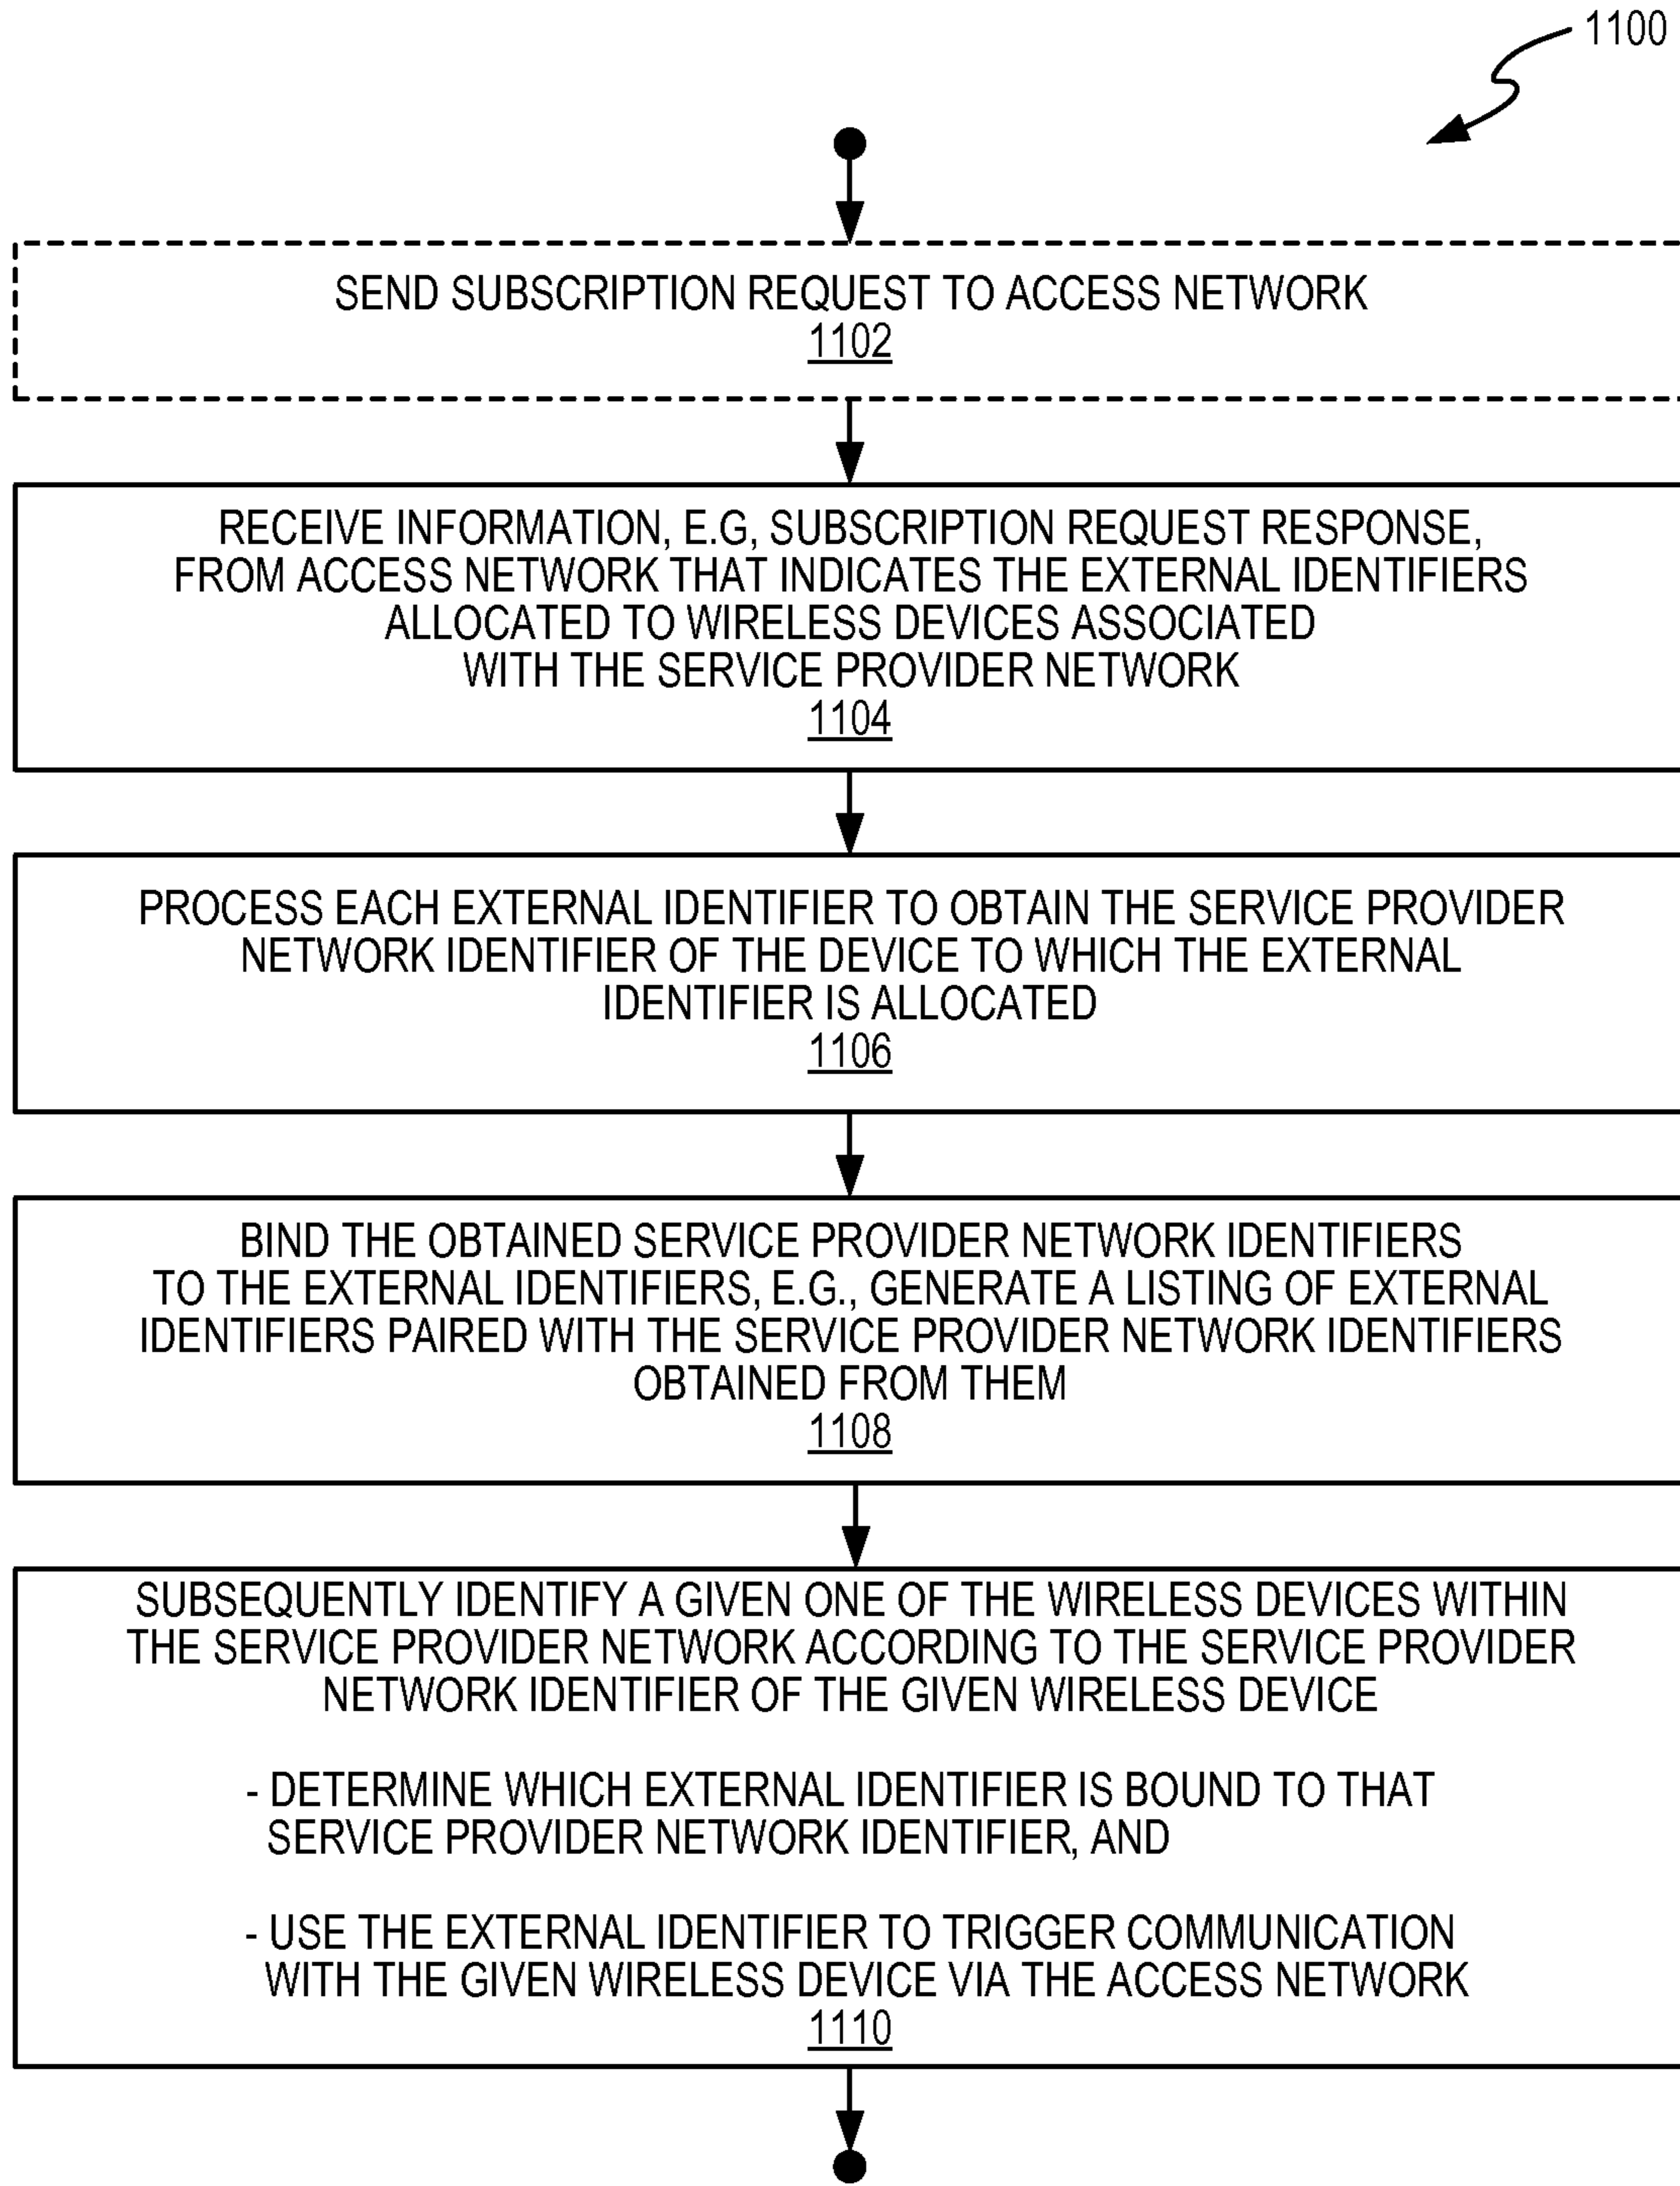 1100
SEND SUBSCRIPTION REQUEST TO ACCESS NETWORK
1102
RECEIVE INFORMATION, E.G, SUBSCRIPTION REQUEST RESPONSE,
FROM ACCESS NETWORK THAT INDICATES THE EXTERNAL IDENTIFIERS
ALLOCATED TO WIRELESS DEVICES ASSOCIATED
WITH THE SERVICE PROVIDER NETWORK
1104
PROCESS EACH EXTERNAL IDENTIFIER TO OBTAIN THE SERVICE PROVIDER
NETWORK IDENTIFIER OF THE DEVICE TO WHICH THE EXTERNAL
IDENTIFIER IS ALLOCATED
1106
BIND THE OBTAINED SERVICE PROVIDER NETWORK IDENTIFIERS
TO THE EXTERNAL IDENTIFIERS, E.G., GENERATE A LISTING OF EXTERNAL
IDENTIFIERS PAIRED WITH THE SERVICE PROVIDER NETWORK IDENTIFIERS
OBTAINED FROM THEM
1108
SUBSEQUENTLY IDENTIFY A GIVEN ONE OF THE WIRELESS DEVICES WITHIN
THE SERVICE PROVIDER NETWORK ACCORDING TO THE SERVICE PROVIDER
NETWORK IDENTIFIER OF THE GIVEN WIRELESS DEVICE
- DETERMINE WHICH EXTERNAL IDENTIFIER IS BOUND TO THAT
SERVICE PROVIDER NETWORK IDENTIFIER, AND
- USE THE EXTERNAL IDENTIFIER TO TRIGGER COMMUNICATION
WITH THE GIVEN WIRELESS DEVICE VIA THE ACCESS NETWORK
1110